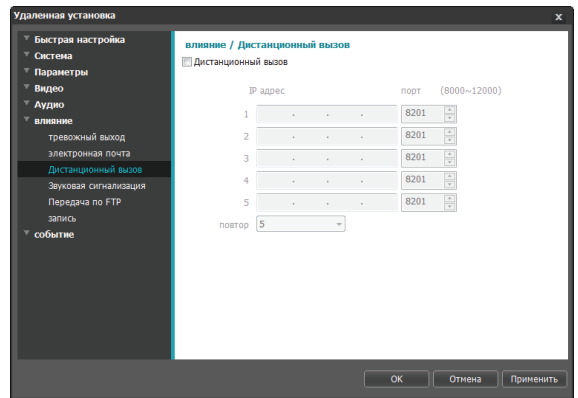 Удаленная установка x
Быстрая настройка
Система
Параметры
Видео
Аудио
влияние
тревожный выход
электронная почта
Дистанционный вызов
Звуковая сигнализация
Передача по FTP
запись
событие
влияние / Дистанционный вызов
Дистанционный вызов
IP адрес порт (8000~12000)
1 . . . 8201
2 . . . 8201
3 . . . 8201
4 . . . 8201
5 . . . 8201
повтор 5
OK Отмена Применить